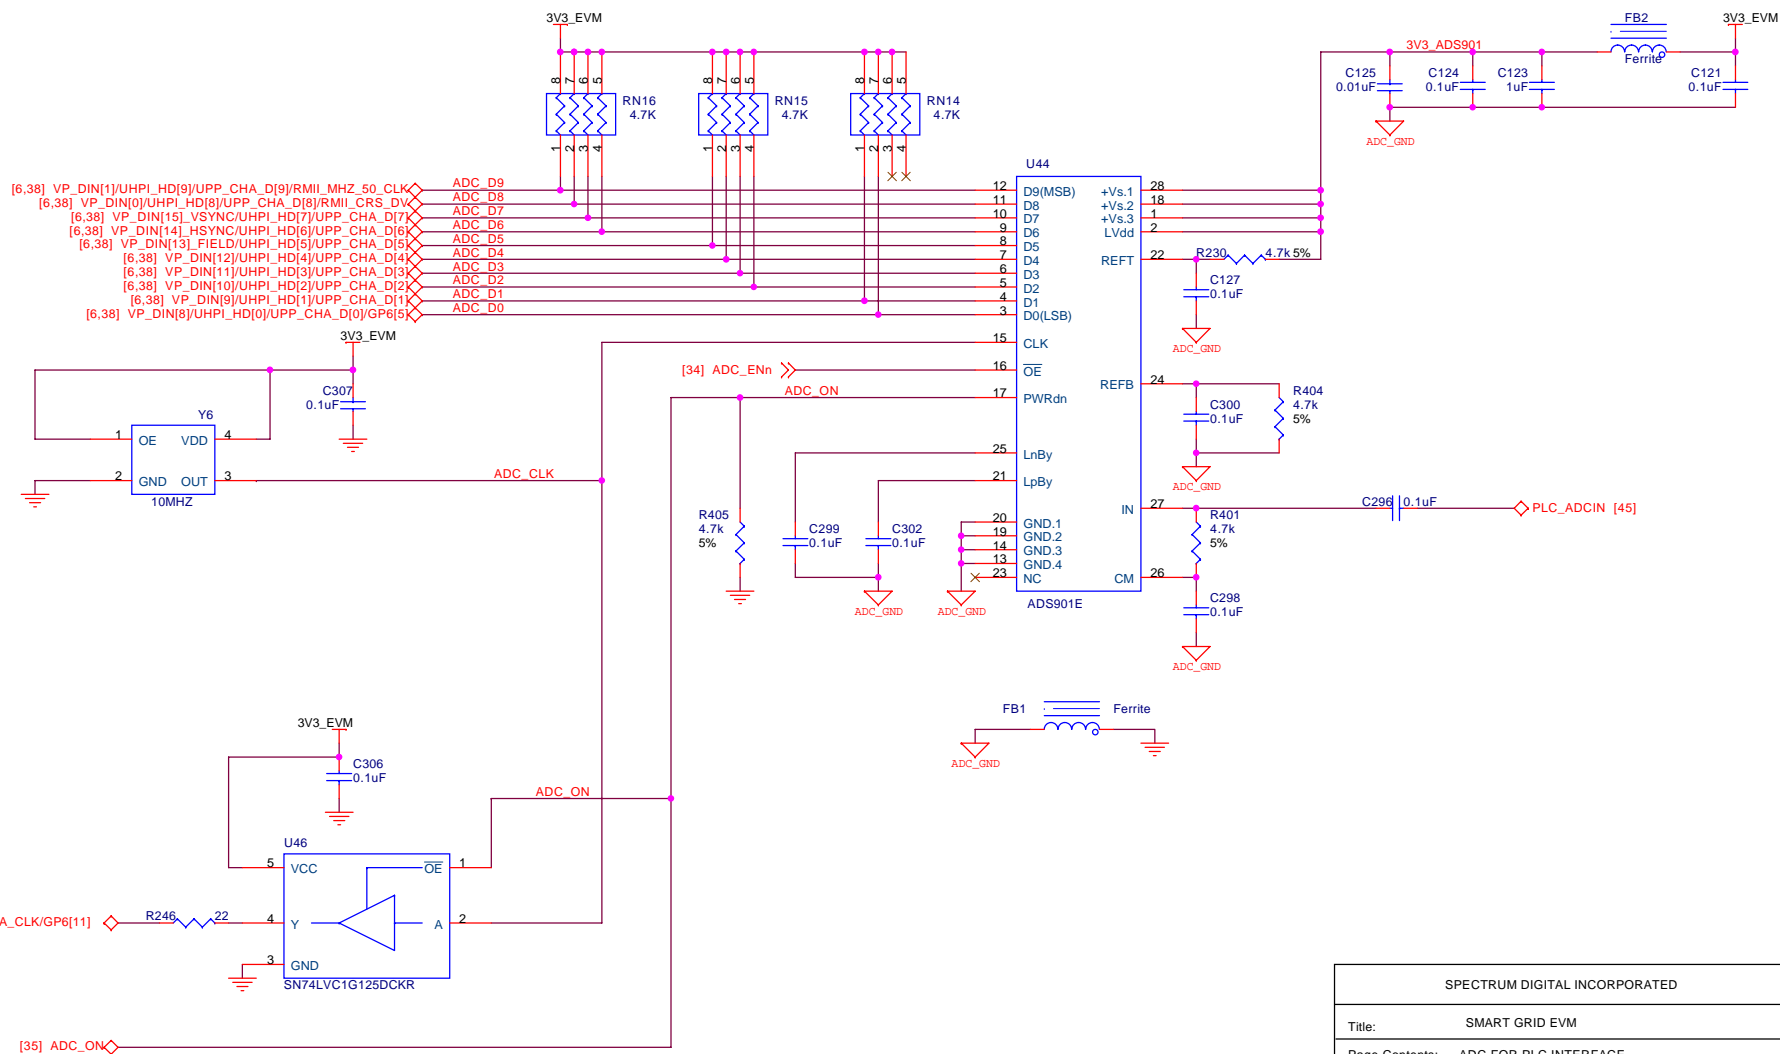 3V3_EVM
FB2
3V3_EVM
3V3_ADS901
Ferrite
C125
0.01uF
C124
0.1uF
C123
1uF
C121
0.1uF
ADC_GND
8 7 6 5
RN16
4.7K
1 2 3 4
8 7 6 5
RN15
4.7K
1 2 3 4
8 7 6 5
RN14
4.7K
1 2 3 4
U44
[6,38] VP_DIN[1]/UHPI_HD[9]/UPP_CHA_D[9]/RMII_MHZ_50_CLK ADC_D9 12 D9(MSB) +Vs.1 28
[6,38] VP_DIN[0]/UHPI_HD[8]/UPP_CHA_D[8]/RMII_CRS_DV ADC_D8 11 D8 +Vs.2 18
[6,38] VP_DIN[15]_VSYNC/UHPI_HD[7]/UPP_CHA_D[7] ADC_D7 10 D7 +Vs.3 1
[6,38] VP_DIN[14]_HSYNC/UHPI_HD[6]/UPP_CHA_D[6] ADC_D6 9 D6 LVdd 2
[6,38] VP_DIN[13]_FIELD/UHPI_HD[5]/UPP_CHA_D[5] ADC_D5 8 D5
[6,38] VP_DIN[12]/UHPI_HD[4]/UPP_CHA_D[4] ADC_D4 7 D4 REFT 22 R230 4.7k 5%
[6,38] VP_DIN[11]/UHPI_HD[3]/UPP_CHA_D[3] ADC_D3 6 D3
[6,38] VP_DIN[10]/UHPI_HD[2]/UPP_CHA_D[2] ADC_D2 5 D2
[6,38] VP_DIN[9]/UHPI_HD[1]/UPP_CHA_D[1] ADC_D1 4 D1
[6,38] VP_DIN[8]/UHPI_HD[0]/UPP_CHA_D[0]/GP6[5] ADC_D0 3 D0(LSB)
C127
0.1uF
ADC_GND
15 CLK
[34] ADC_ENn 16 OE
ADC_ON 17 PWRdn
REFB 24
C300
0.1uF
R404
4.7k
5%
ADC_GND
3V3_EVM
C307
0.1uF
Y6
1 OE VDD 4
2 GND OUT 3
10MHZ
ADC_CLK
25 LnBy
21 LpBy
IN 27
C296 0.1uF
PLC_ADCIN [45]
R401
4.7k
5%
R405
4.7k
5%
C299
0.1uF
C302
0.1uF
20 GND.1
19 GND.2
14 GND.3
13 GND.4
23 NC
CM 26
ADS901E
C298
0.1uF
ADC_GND
ADC_GND
ADC_GND
FB1
Ferrite
ADC_GND
3V3_EVM
C306
0.1uF
ADC_ON
U46
5 VCC OE 1
A_CLK/GP6[11] R246 22 4 Y A 2
3 GND
SN74LVC1G125DCKR
[35] ADC_ON
SPECTRUM DIGITAL INCORPORATED
Title: SMART GRID EVM
Page Contents: ADC FOR PLC INTERFACE